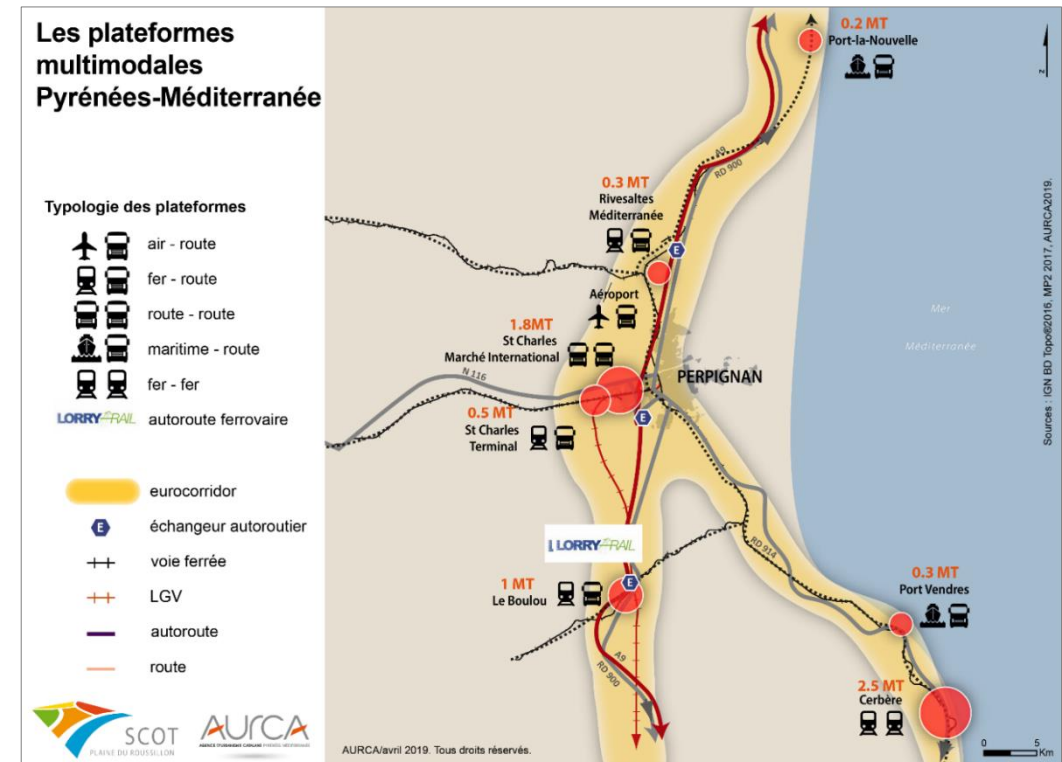 Les plateformes
multimodales
Pyrénées-Méditerranée
Typologie des plateformes
air - route
fer - route
route - route
maritime - route
fer - fer
LORRY RAIL autoroute ferrovaire
eurocorridor
E échangeur autoroutier
voie ferrée
LGV
autoroute
route
SCOT
PLAINE DU ROUSSILLON
AURCA
AURCA/avril 2019. Tous droits réservés.
0.2 MT
Port-la-Nouvelle
N
A9
RD 900
0.3 MT
Rivesaltes
Méditerranée
E
Aéroport
1.8MT
St Charles
Marché International
N 116
PERPIGNAN
Mer
Méditerranée
0.5 MT
St Charles
Terminal
E
LORRY RAIL
RD 914
E
1 MT
Le Boulou
0.3 MT
Port Vendres
A9
RD 900
2.5 MT
Cerbère
0 5
Km
Sources : IGN BD Topo®2016, MP2 2017, AURCA2019.